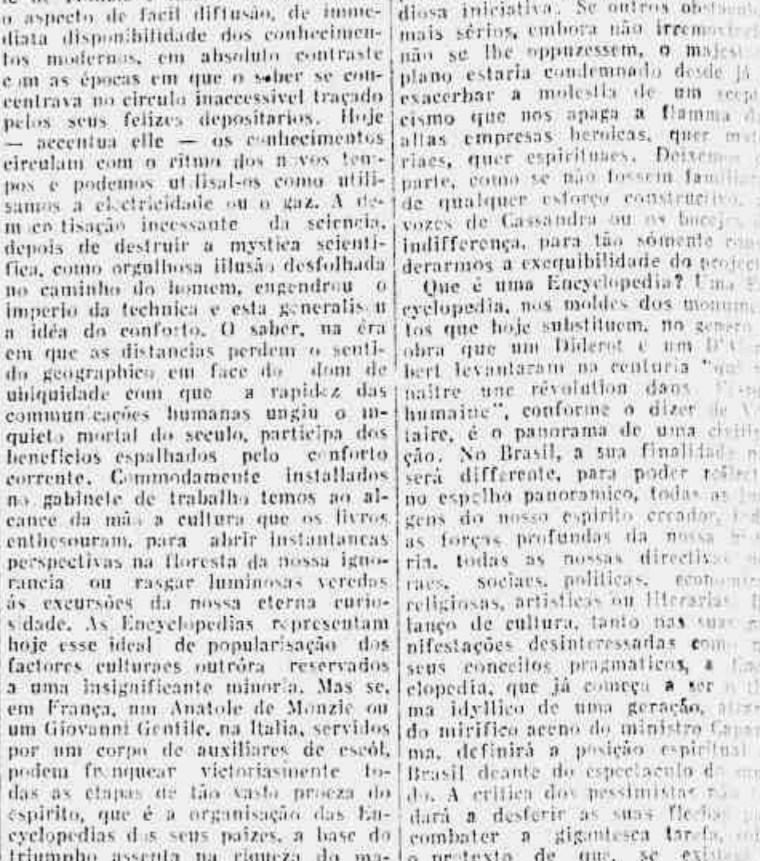 o aspecto de facil diffusão, de imme-
diata disponibilidade dos conhecimen-
tos modernos, em absoluto contraste
com as épocas em que o saber se con-
centrava no circulo inaccessivel traçado
pelos seus felizes depositarios. Hoje
— accentua elle — os conhecimentos
circulam com o ritmo dos novos tem-
pos e podemos utilisal-os como utili-
samos a electricidade ou o gaz. A de-
incessante da sciencia,
depois de destruir a mystica scienti-
fica, como orgulhosa illusão desfolhada
no caminho do homem, engendrou o
imperio da technica e esta generalisou
a idéa do conforto. O saber, na éra
em que as distancias perdem o senti-
do geographico em face do dom de
ubiquidade com que a rapidez das
communicações humanas ungiu o in-
quieto mortal do seculo, participa dos
beneficios espalhados pelo conforto
corrente. Commodamente installados
no gabinete de trabalho temos ao al-
cance da mão a cultura que os livros
enthesouram, para abrir instantaneas
perspectivas na floresta da nossa igno-
rancia ou rasgar luminosas veredas
ás excursões da nossa eterna curio-
sidade. As Encyclopedias representam
hoje esse ideal de popularisação dos
factores culturaes outróra reservados
a uma insignificante minoria. Mas se,
em França, um Anatole de Monzie ou
um Giovanni Gentile, na Italia, servidos
por um corpo de auxiliares de escól,
podem franquear victoriasmente to-
das as etapas de tão vasta proeza do
espirito, que é a organisação das En-
cyclopedias dos seus paizes, a base do
triumpho assenta na riqueza do ma-
diosa iniciativa. Se outros
mais sérios, embora não
não se lhe oppuzessem, o
plano estaria condemnado desde já
exacerbar a molestia de um scepti-
cismo que nos apaga a flamma
altas empresas heroicas, quer
riaes, quer espirituaes. Deixemos
parte, como se não fossem
de qualquer esforço constructivo,
vozes de Cassandra ou os
indifferença, para tão sómente
derarmos a exequibilidade do
Que é uma Encyclopedia? Uma
cyclopedia, nos moldes dos monumen-
tos que hoje substituem, no genero
obra que um Diderot e um
bert levantaram na centuria
naitre une révolution dans
humaine", conforme o dizer de
taire, é o panorama de uma
ção. No Brasil, a sua finalidade
será differente, para poder
no espelho panoramico, todas as
gens do nosso espirito creador,
as forças profundas da nossa
ria, todas as nossas directivas
raes, sociaes, politicas,
religiosas, artisticas ou literarias.
lanço de cultura, tanto nas suas
nifestações desinteressadas como
seus conceitos pragmaticos, a
clopedia, que já começa a ser o
ma idyllico de uma geração,
do mirifico aceno do ministro
ma, definirá a posição espiritual
Brasil deante do espectaculo do
do. A critica dos pessimistas não
dará a desferir as suas
combater a gigantesca tarefa,
o pretexto de que, se